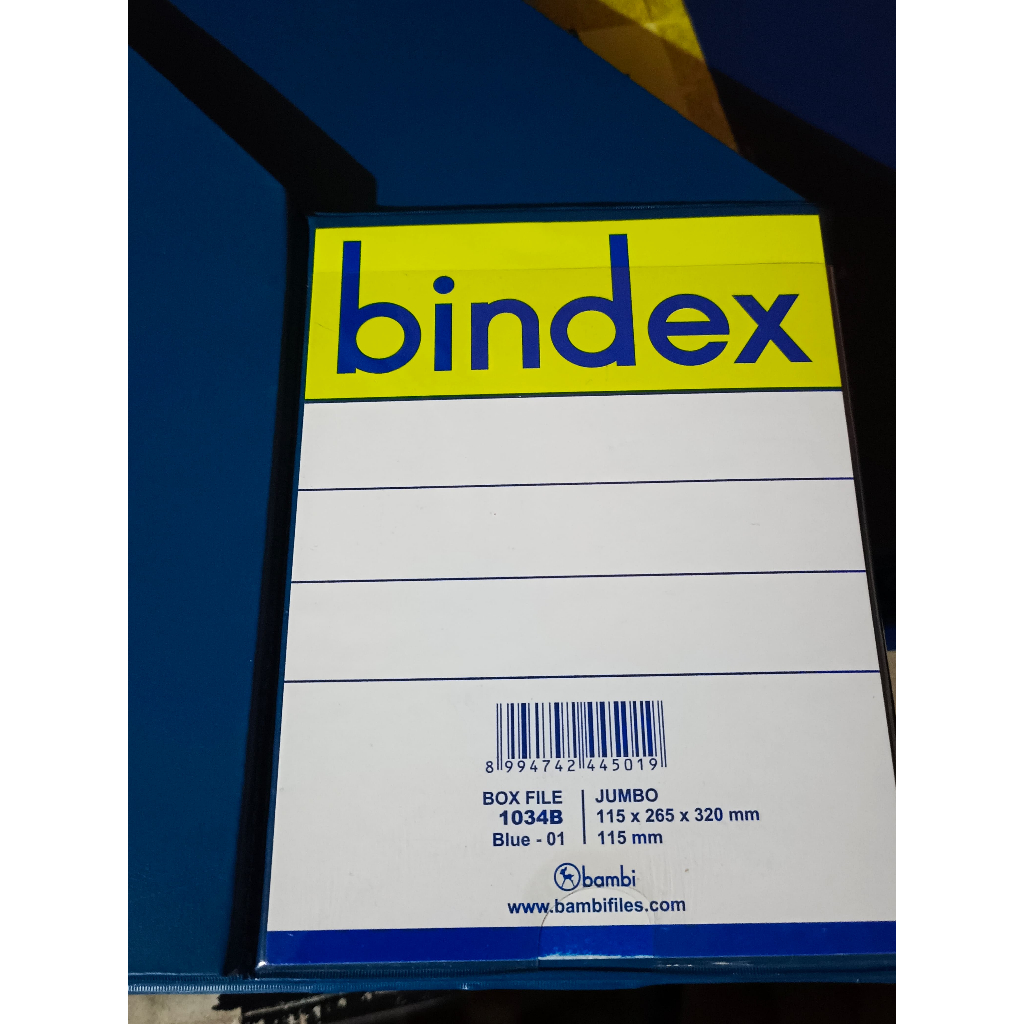 bindex
8 994742 445019
BOX FILE
1034B
Blue - 01
JUMBO
115 x 265 x 320 mm
115 mm
bambi
www.bambifiles.com